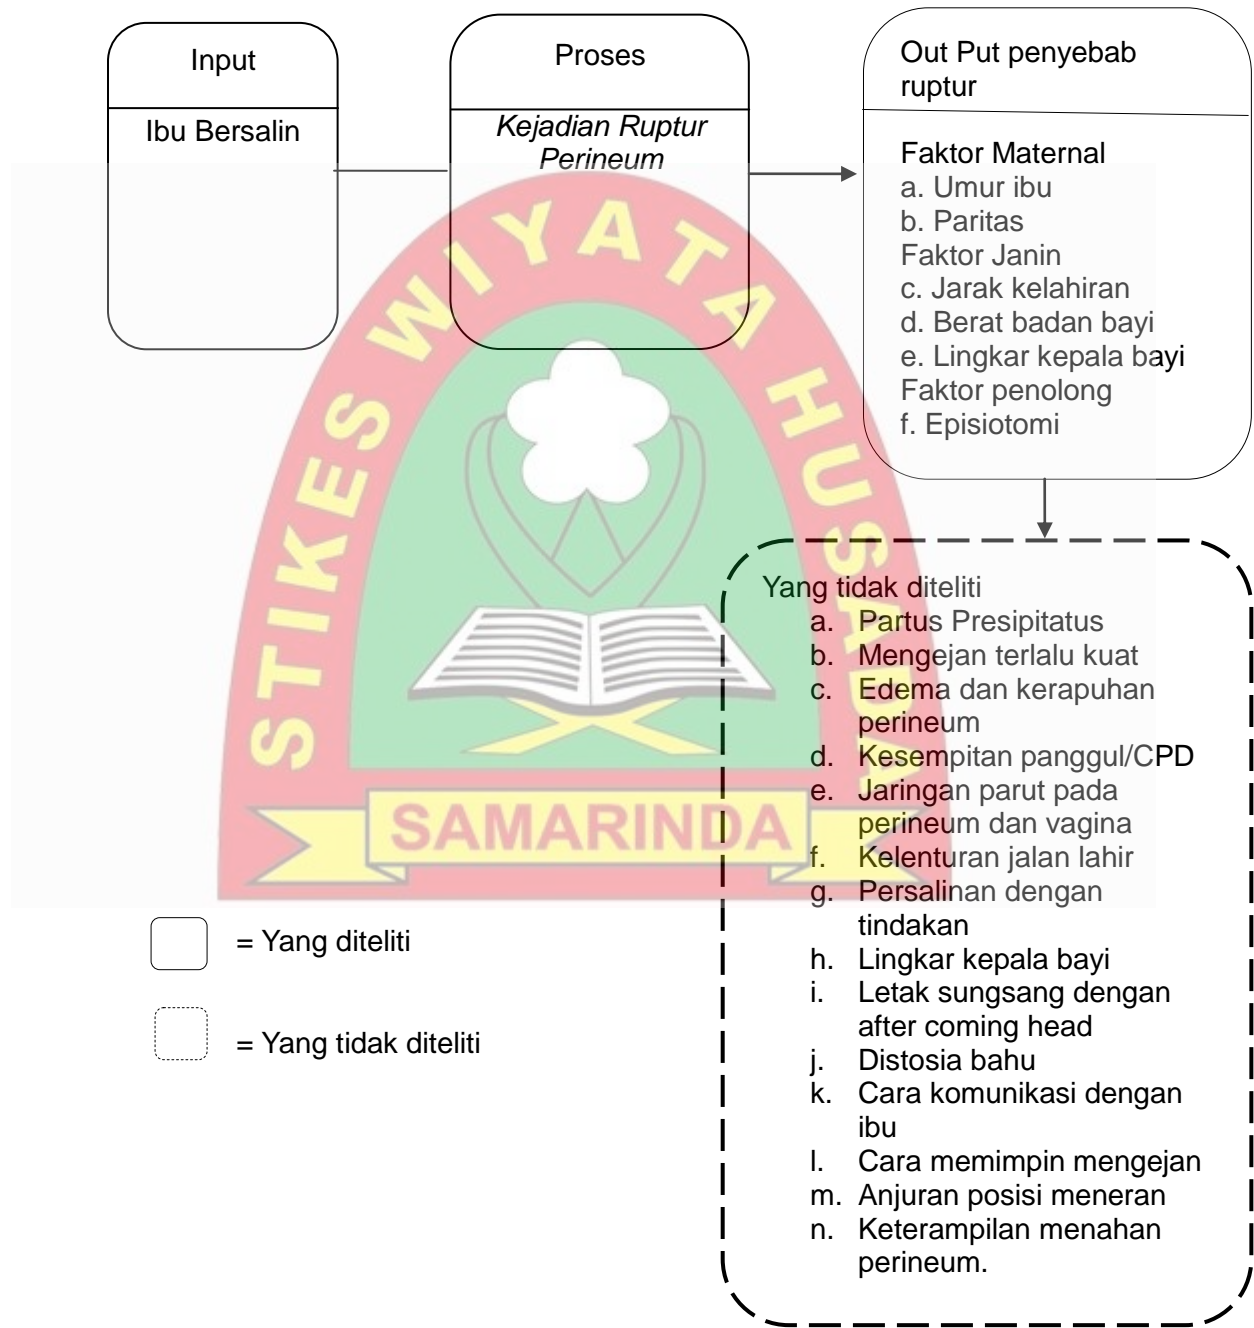 Input
Ibu Bersalin
Proses
Kejadian Ruptur
Perineum
Out Put penyebab
ruptur
Faktor Maternal
a. Umur ibu
b. Paritas
Faktor Janin
c. Jarak kelahiran
d. Berat badan bayi
e. Lingkar kepala bayi
Faktor penolong
f. Episiotomi
Yang tidak diteliti
a. Partus Presipitatus
b. Mengejan terlalu kuat
c. Edema dan kerapuhan
perineum
d. Kesempitan panggul/CPD
e. Jaringan parut pada
perineum dan vagina
f. Kelenturan jalan lahir
g. Persalinan dengan
tindakan
h. Lingkar kepala bayi
i. Letak sungsang dengan
after coming head
j. Distosia bahu
k. Cara komunikasi dengan
ibu
l. Cara memimpin mengejan
m. Anjuran posisi meneran
n. Keterampilan menahan
perineum.
= Yang diteliti
= Yang tidak diteliti
STIKES WIYATA HUSADA
SAMARINDA